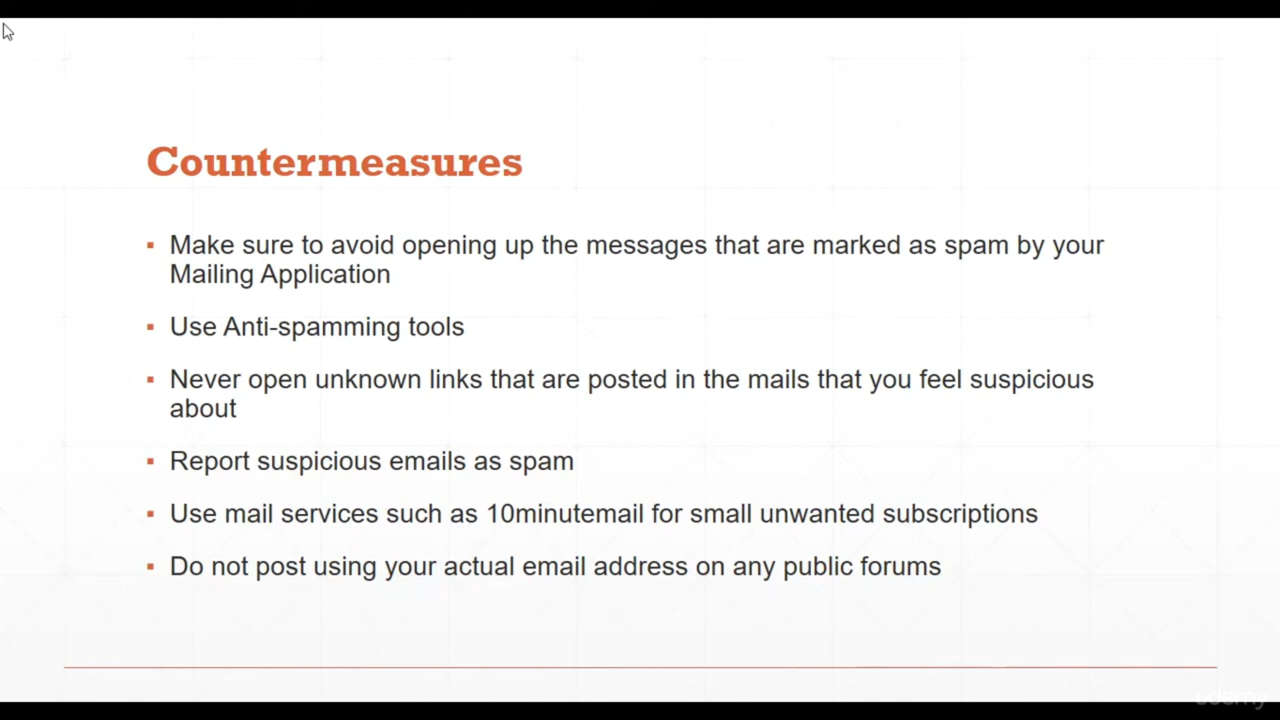 Countermeasures
▪ Make sure to avoid opening up the messages that are marked as spam by your
Mailing Application
▪ Use Anti-spamming tools
▪ Never open unknown links that are posted in the mails that you feel suspicious
about
▪ Report suspicious emails as spam
▪ Use mail services such as 10minutemail for small unwanted subscriptions
▪ Do not post using your actual email address on any public forums
udemy